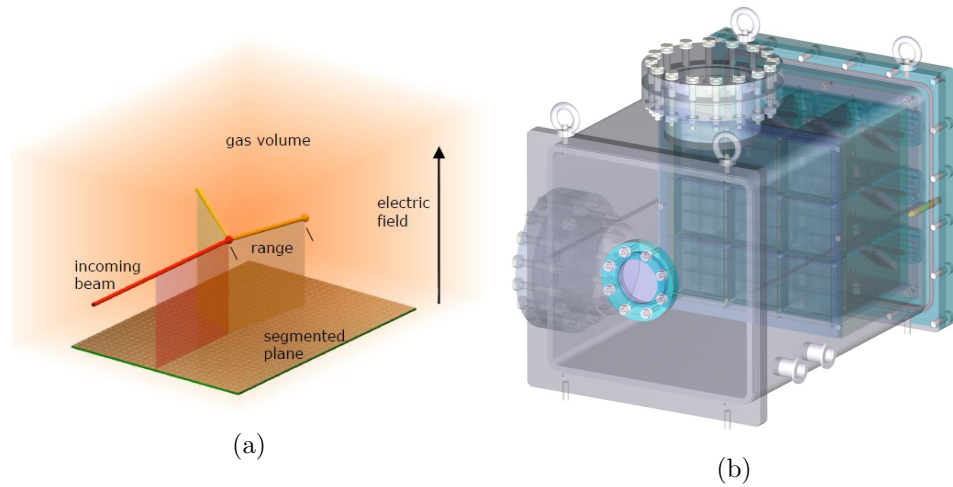 gas volume
electric
field
range
incoming
beam
segmented
plane
(a)
(b)